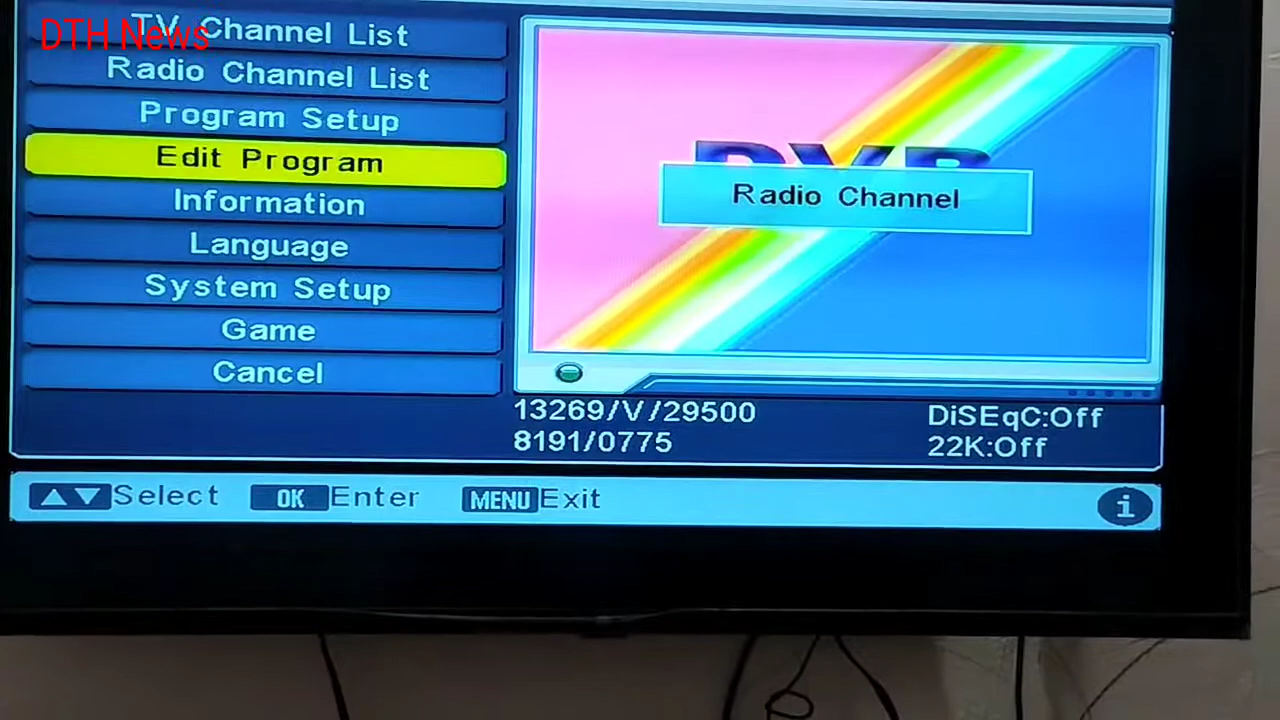 DTH News
TV Channel List
Radio Channel List
Program Setup
Edit Program
Information
Language
System Setup
Game
Cancel
DVB
Radio Channel
13269/V/29500
8191/0775
DiSEqC:Off
22K:Off
Select OK Enter MENU Exit i